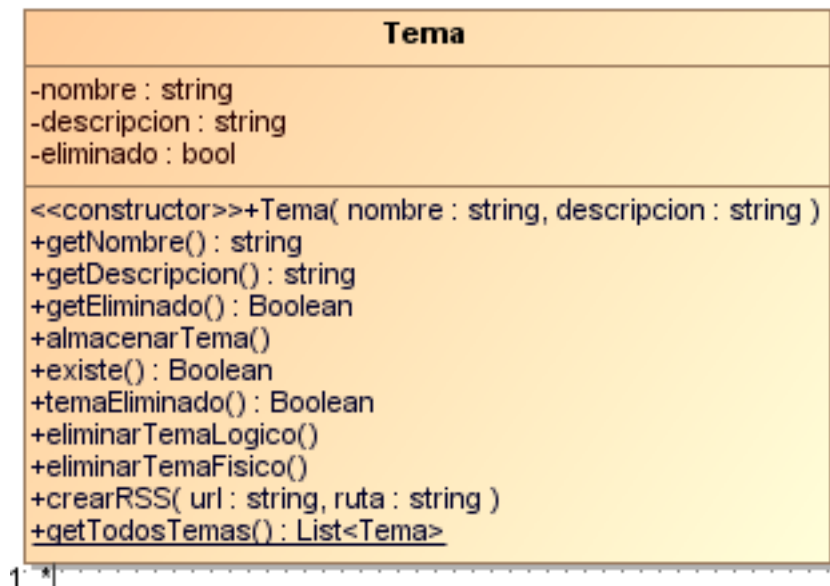 Tema
-nombre : string
-descripcion : string
-eliminado : bool
<<constructor>>+Tema( nombre : string, descripcion : string )
+getNombre() : string
+getDescripcion() : string
+getEliminado() : Boolean
+almacenarTema()
+existe() : Boolean
+temaEliminado() : Boolean
+eliminarTemaLogico()
+eliminarTemaFisico()
+crearRSS( url : string, ruta : string )
+getTodosTemas() : List<Tema>
1 *